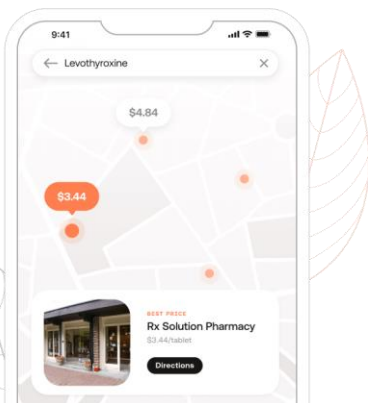 9:41
Levothyroxine
$4.84
$3.44
BEST PRICE
Rx Solution Pharmacy
$3.44/tablet
Directions